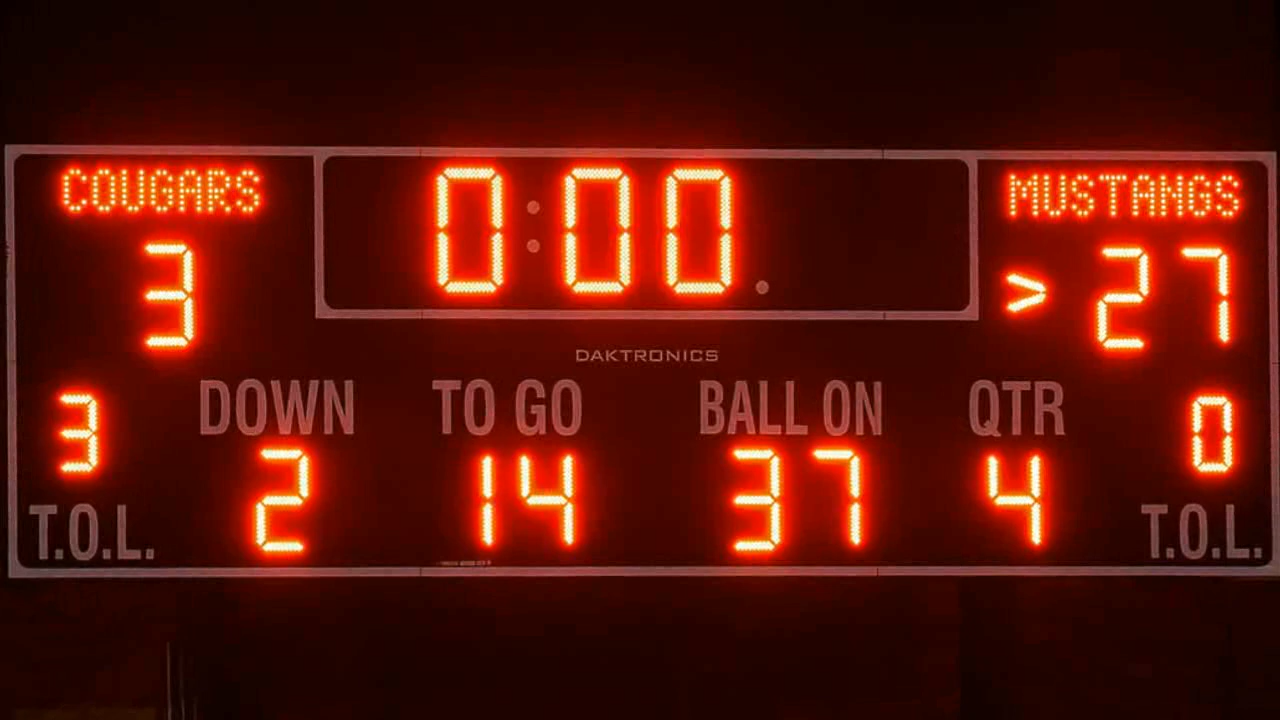 COUGARS 0:00. MUSTANGS
3 > 27
DAKTRONICS
3 DOWN TO GO BALL ON QTR 0
2 14 37 4
T.O.L. T.O.L.